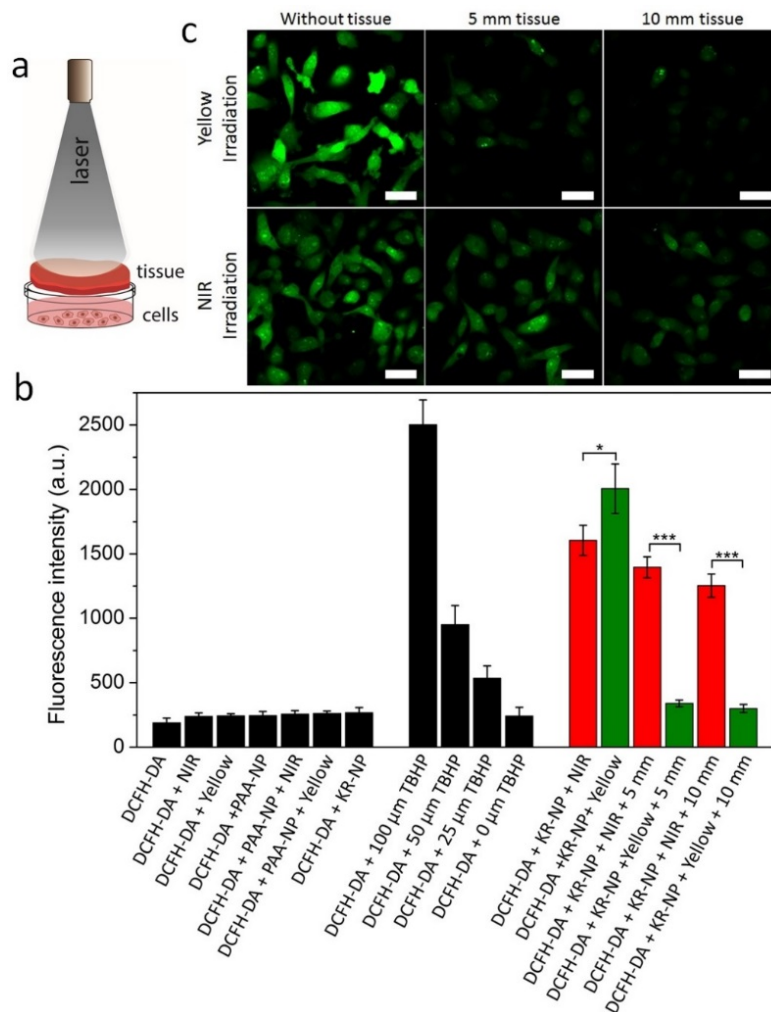 a
laser
tissue
cells
c
Without tissue
5 mm tissue
10 mm tissue
Yellow
Irradiation
NIR
Irradiation
b
Fluorescence intensity (a.u.)
2500
2000
1500
1000
500
0
*
***
***
DCFH-DA
DCFH-DA + NIR
DCFH-DA + Yellow
DCFH-DA +PAA-NP
DCFH-DA + PAA-NP + NIR
DCFH-DA + PAA-NP + Yellow
DCFH-DA + KR-NP
DCFH-DA + 100 µm TBHP
DCFH-DA + 50 µm TBHP
DCFH-DA + 25 µm TBHP
DCFH-DA + 0 µm TBHP
DCFH-DA + KR-NP + NIR
DCFH-DA +KR-NP+ Yellow
DCFH-DA + KR-NP + NIR + 5 mm
DCFH-DA + KR-NP +Yellow + 5 mm
DCFH-DA + KR-NP + NIR + 10 mm
DCFH-DA + KR-NP + Yellow + 10 mm